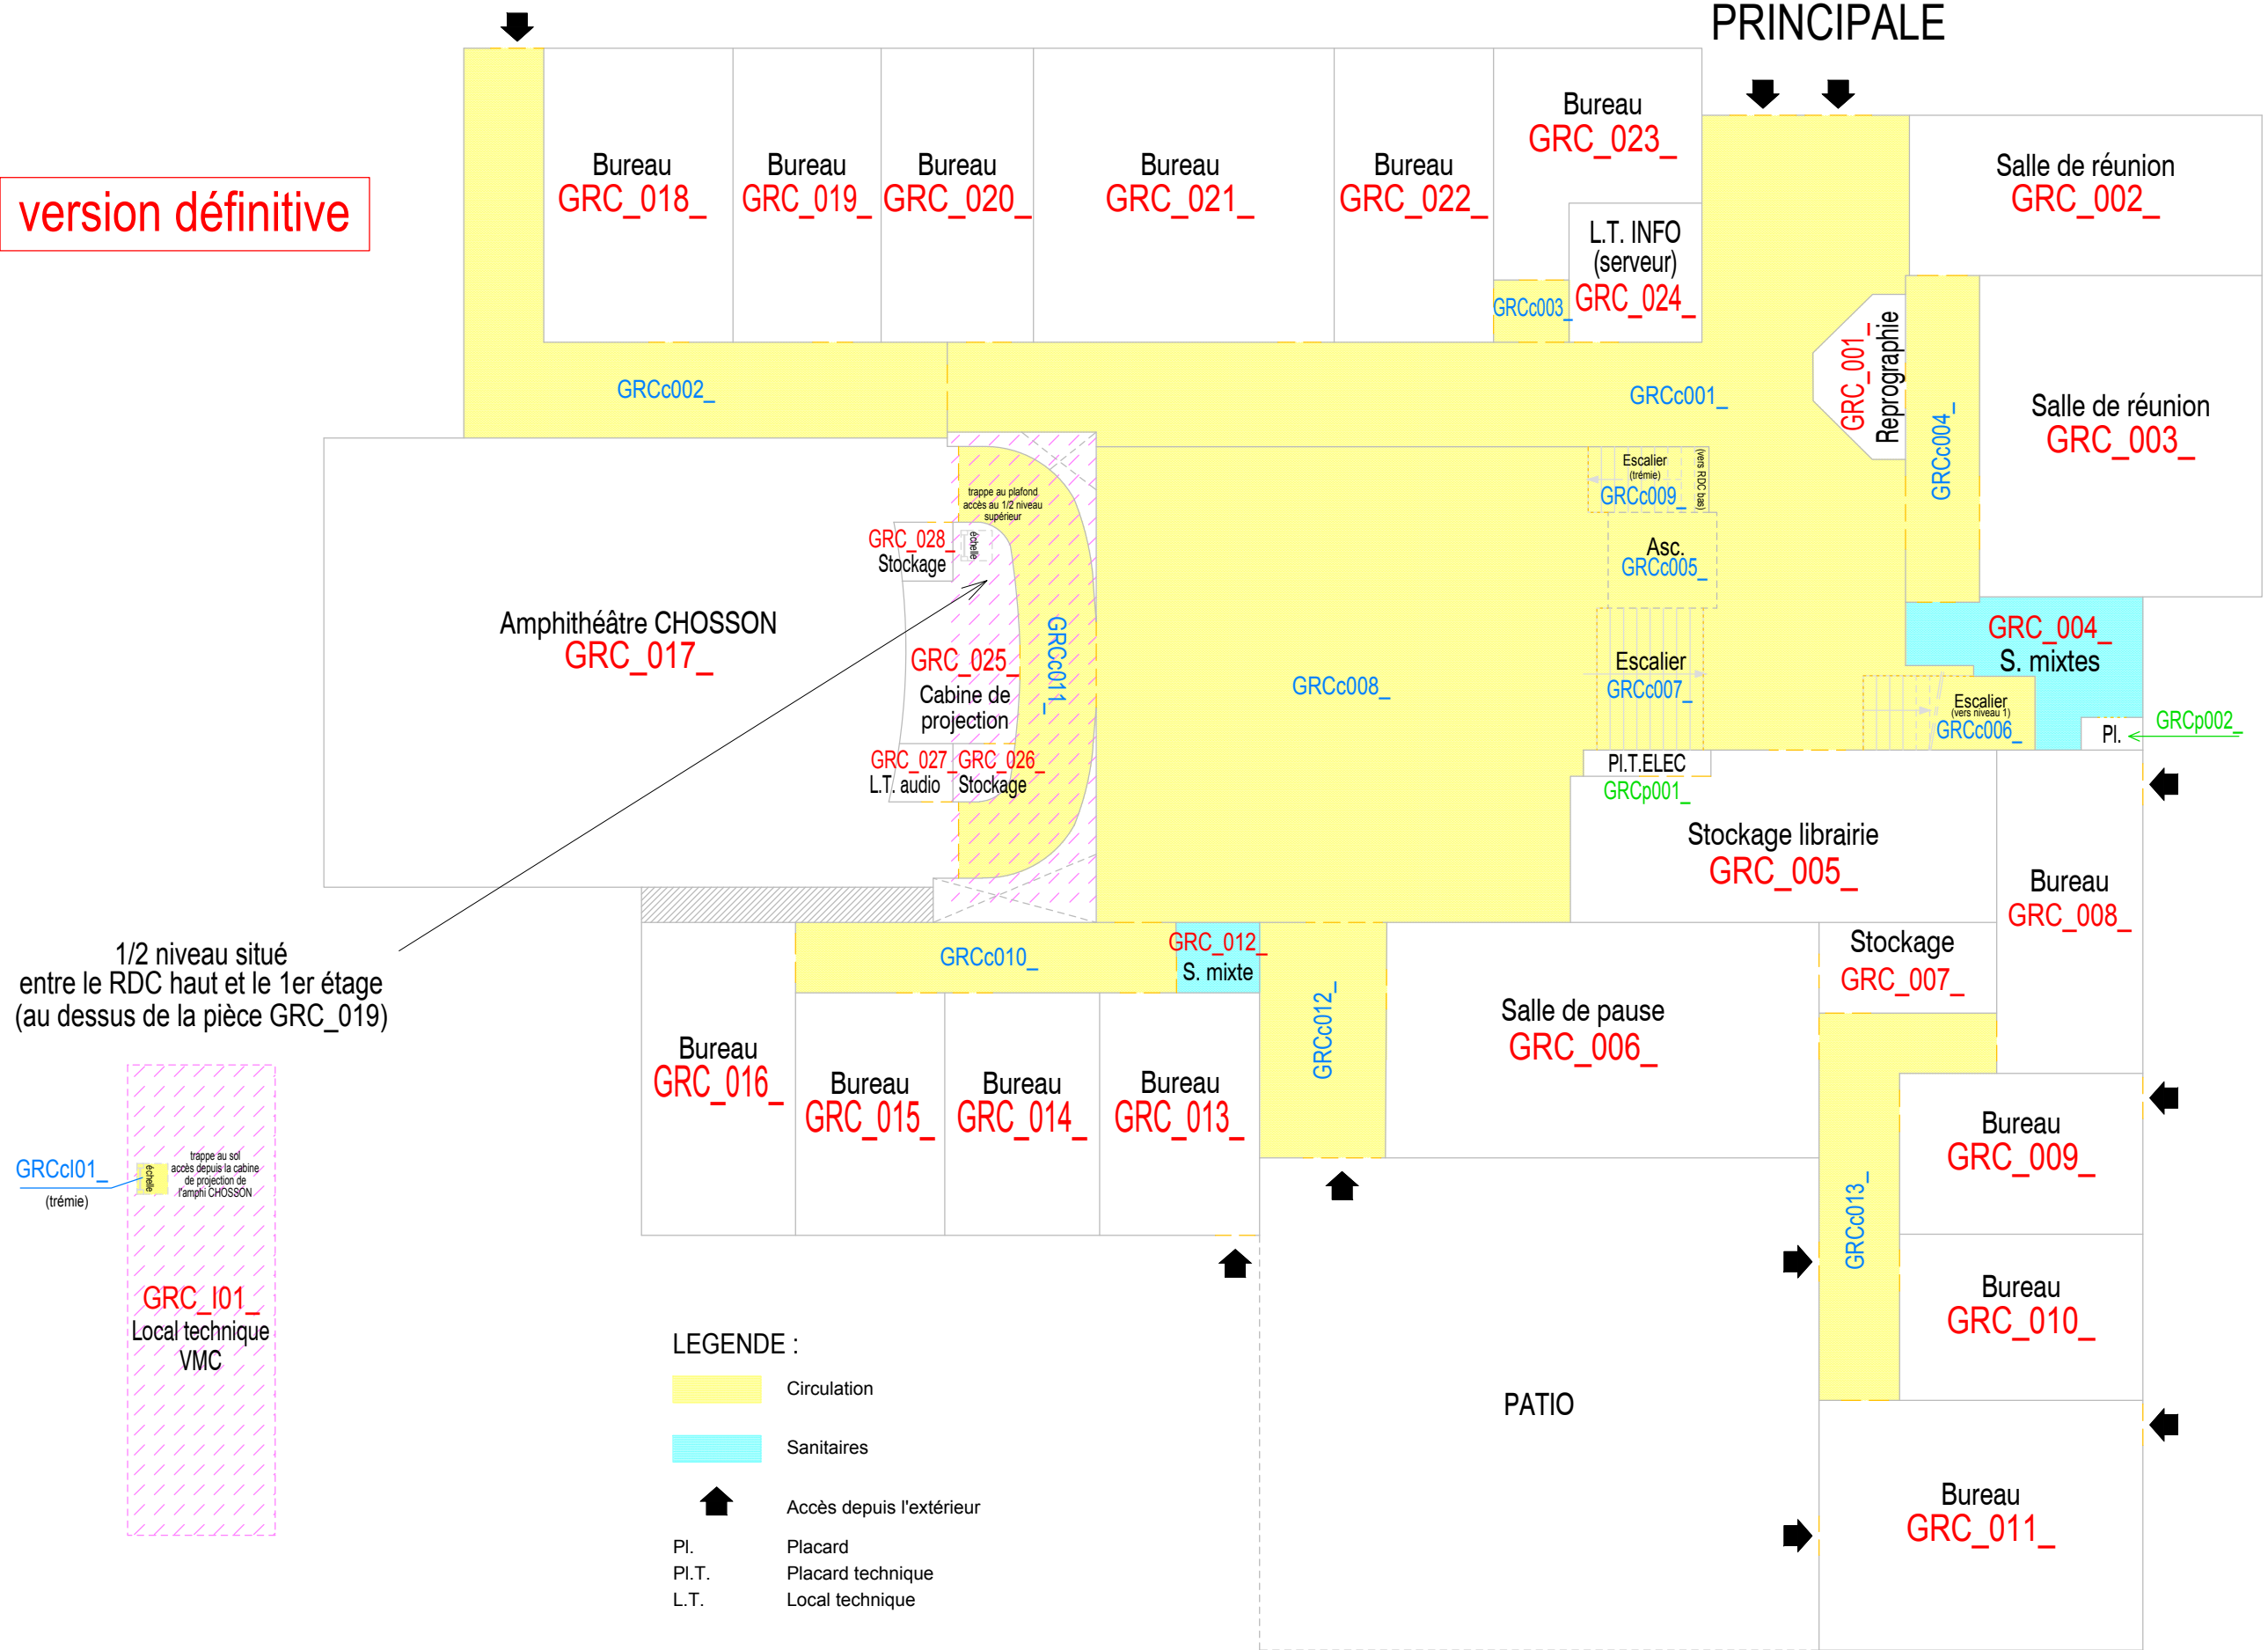 PRINCIPALE
version définitive
Bureau
GRC_018_
Bureau
GRC_019_
Bureau
GRC_020_
Bureau
GRC_021_
Bureau
GRC_022_
Bureau
GRC_023_
L.T. INFO
(serveur)
GRC_024_
GRCc003_
Salle de réunion
GRC_002_
GRC_001_
Reprographie
GRCc004_
Salle de réunion
GRC_003_
GRCc002_
GRCc001_
Escalier
(trémie)
GRCc009_
(vers RDC bas)
Asc.
GRCc005_
Escalier
GRCc007_
trappe au plafond
accès au 1/2 niveau
supérieur
GRC_028_
Stockage
échelle
Amphithéâtre CHOSSON
GRC_017_
GRC_025_
Cabine de
projection
GRCc011_
GRC_027_
L.T. audio
GRC_026_
Stockage
GRCc008_
GRC_004_
S. mixtes
Escalier
(vers niveau 1)
GRCc006_
Pl.
GRCp002_
Pl.T.ELEC
GRCp001_
Stockage librairie
GRC_005_
Bureau
GRC_008_
Stockage
GRC_007_
1/2 niveau situé
entre le RDC haut et le 1er étage
(au dessus de la pièce GRC_019)
GRCc010_
GRC_012_
S. mixte
GRCc012_
Salle de pause
GRC_006_
Bureau
GRC_016_
Bureau
GRC_015_
Bureau
GRC_014_
Bureau
GRC_013_
Bureau
GRC_009_
GRCc013_
Bureau
GRC_010_
Bureau
GRC_011_
PATIO
GRCcI01_
(trémie)
échelle
trappe au sol
accès depuis la cabine
de projection de
l'amphi CHOSSON
GRC_I01_
Local technique
VMC
LEGENDE :
Circulation
Sanitaires
Accès depuis l'extérieur
Pl. Placard
Pl.T. Placard technique
L.T. Local technique